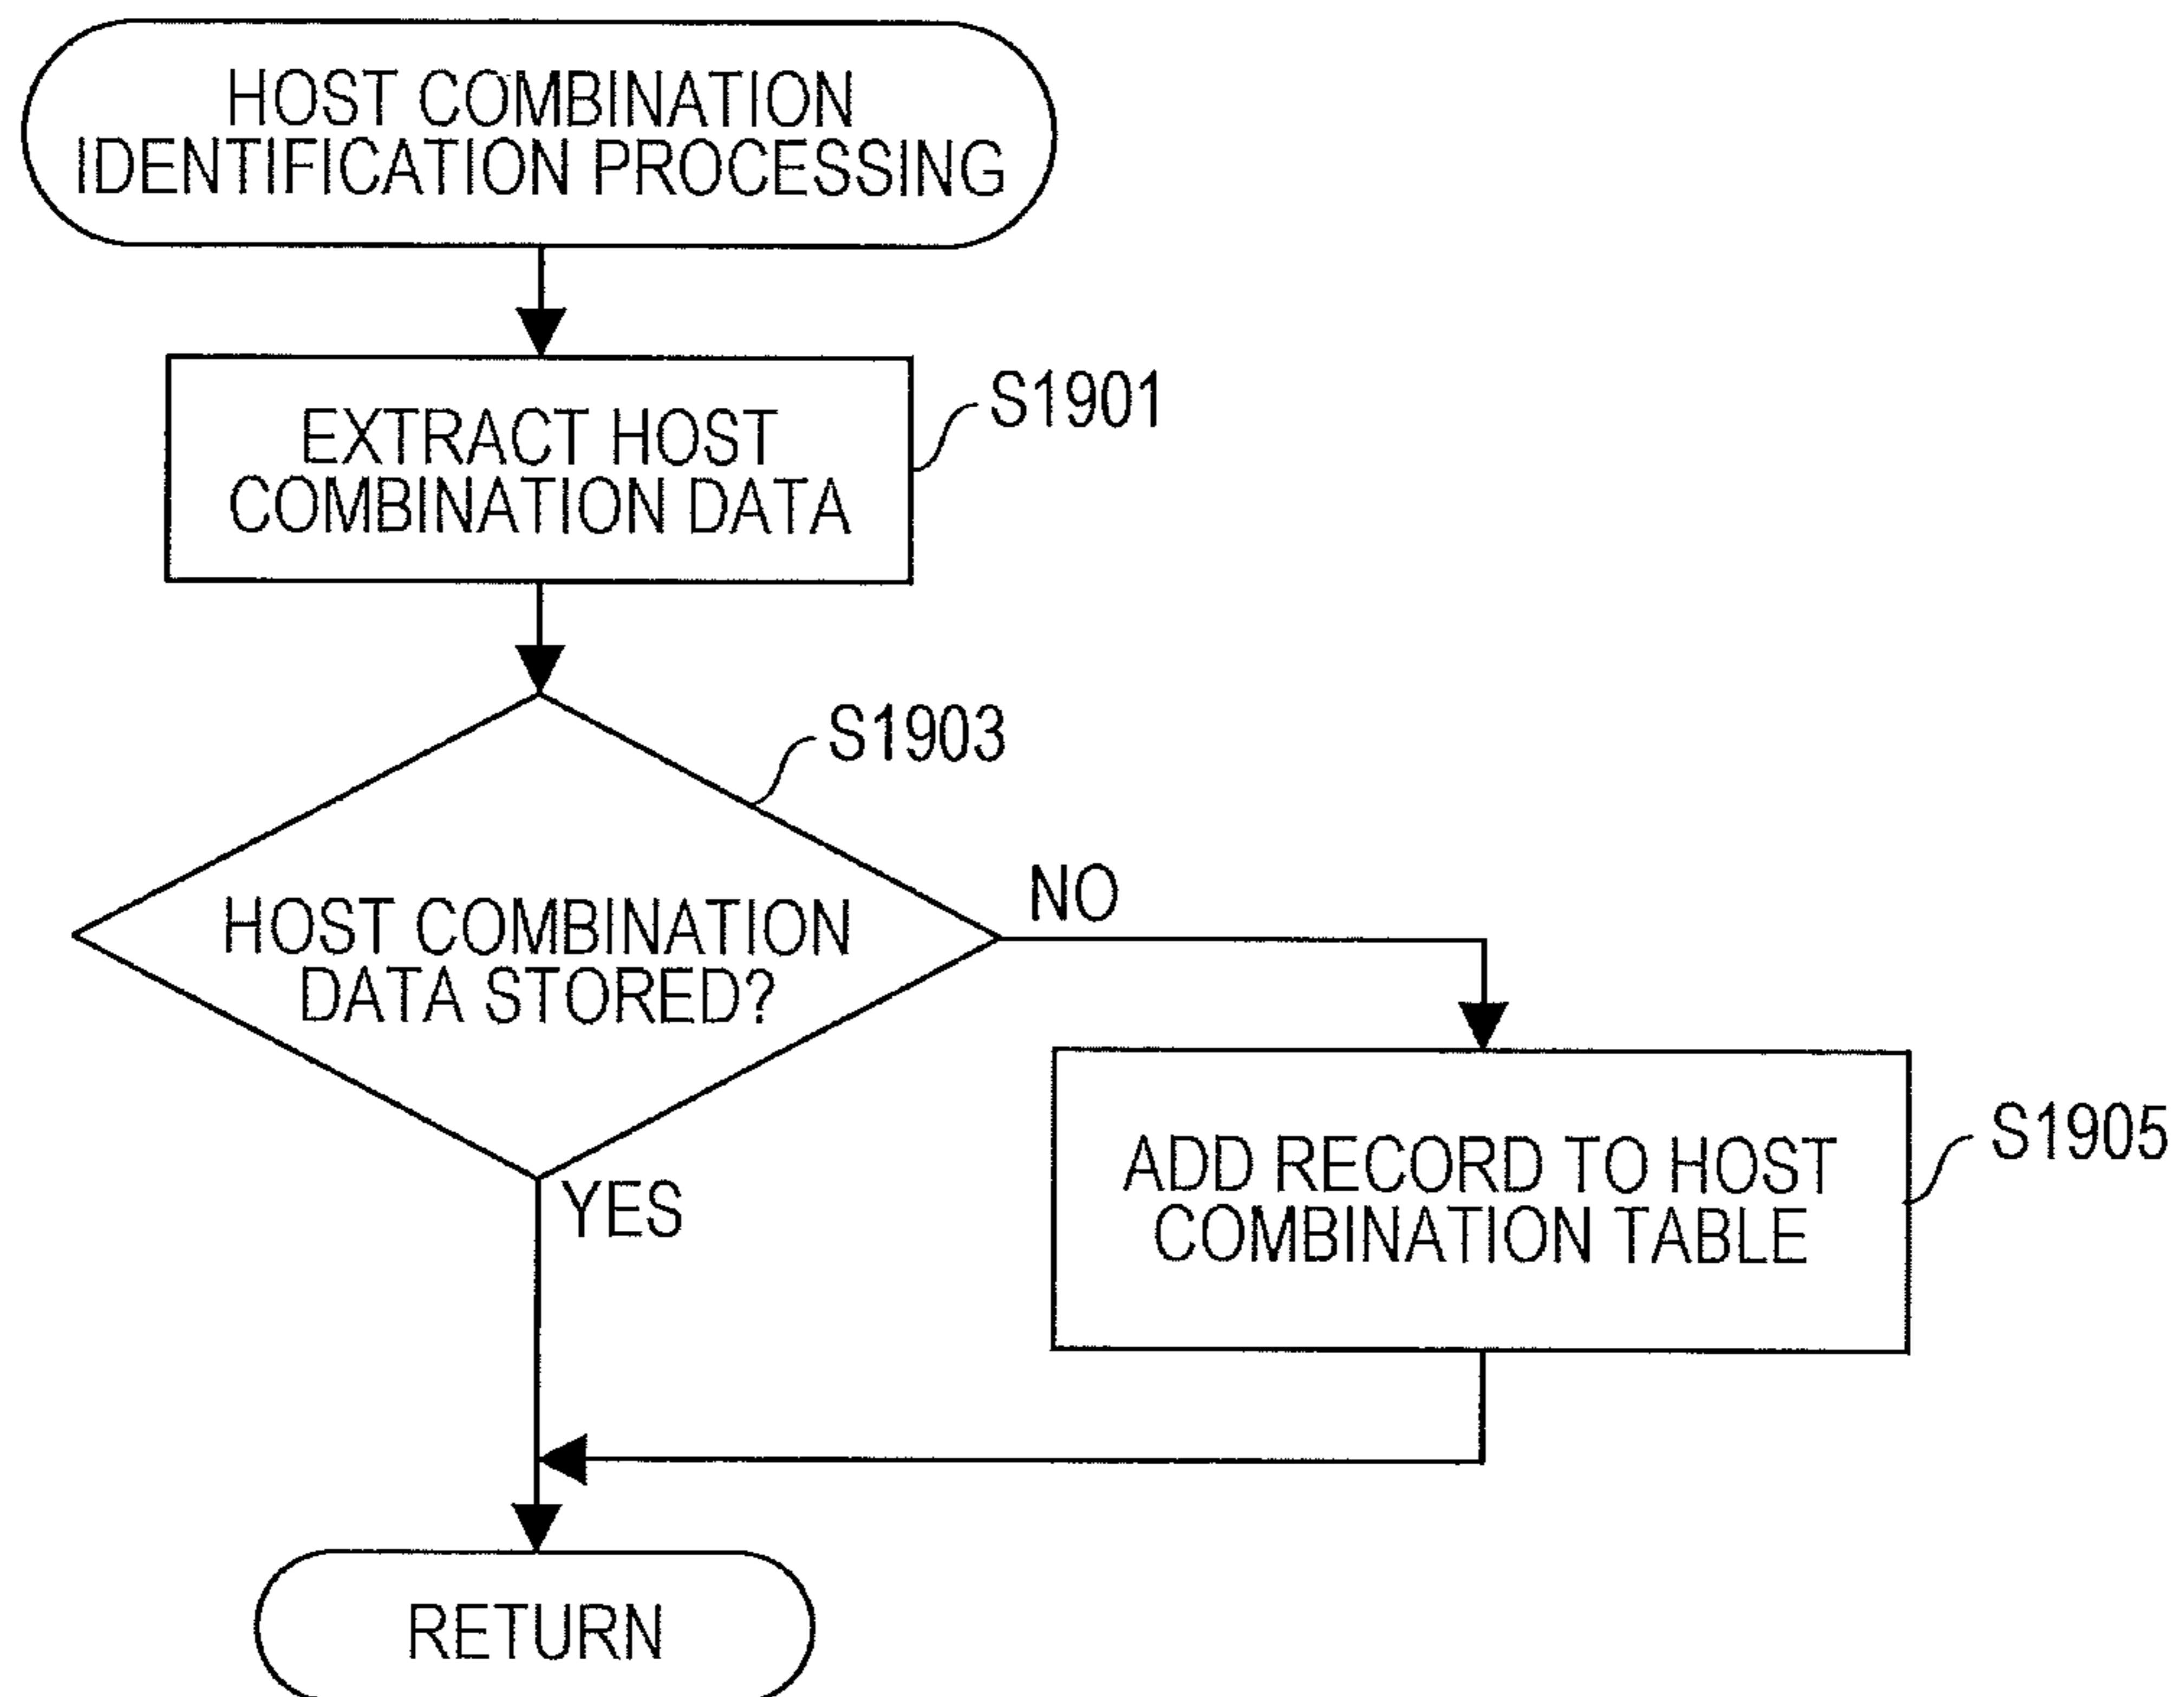 HOST COMBINATION
IDENTIFICATION PROCESSING
EXTRACT HOST
COMBINATION DATA
S1901
S1903
HOST COMBINATION
DATA STORED?
NO
YES
ADD RECORD TO HOST
COMBINATION TABLE
S1905
RETURN